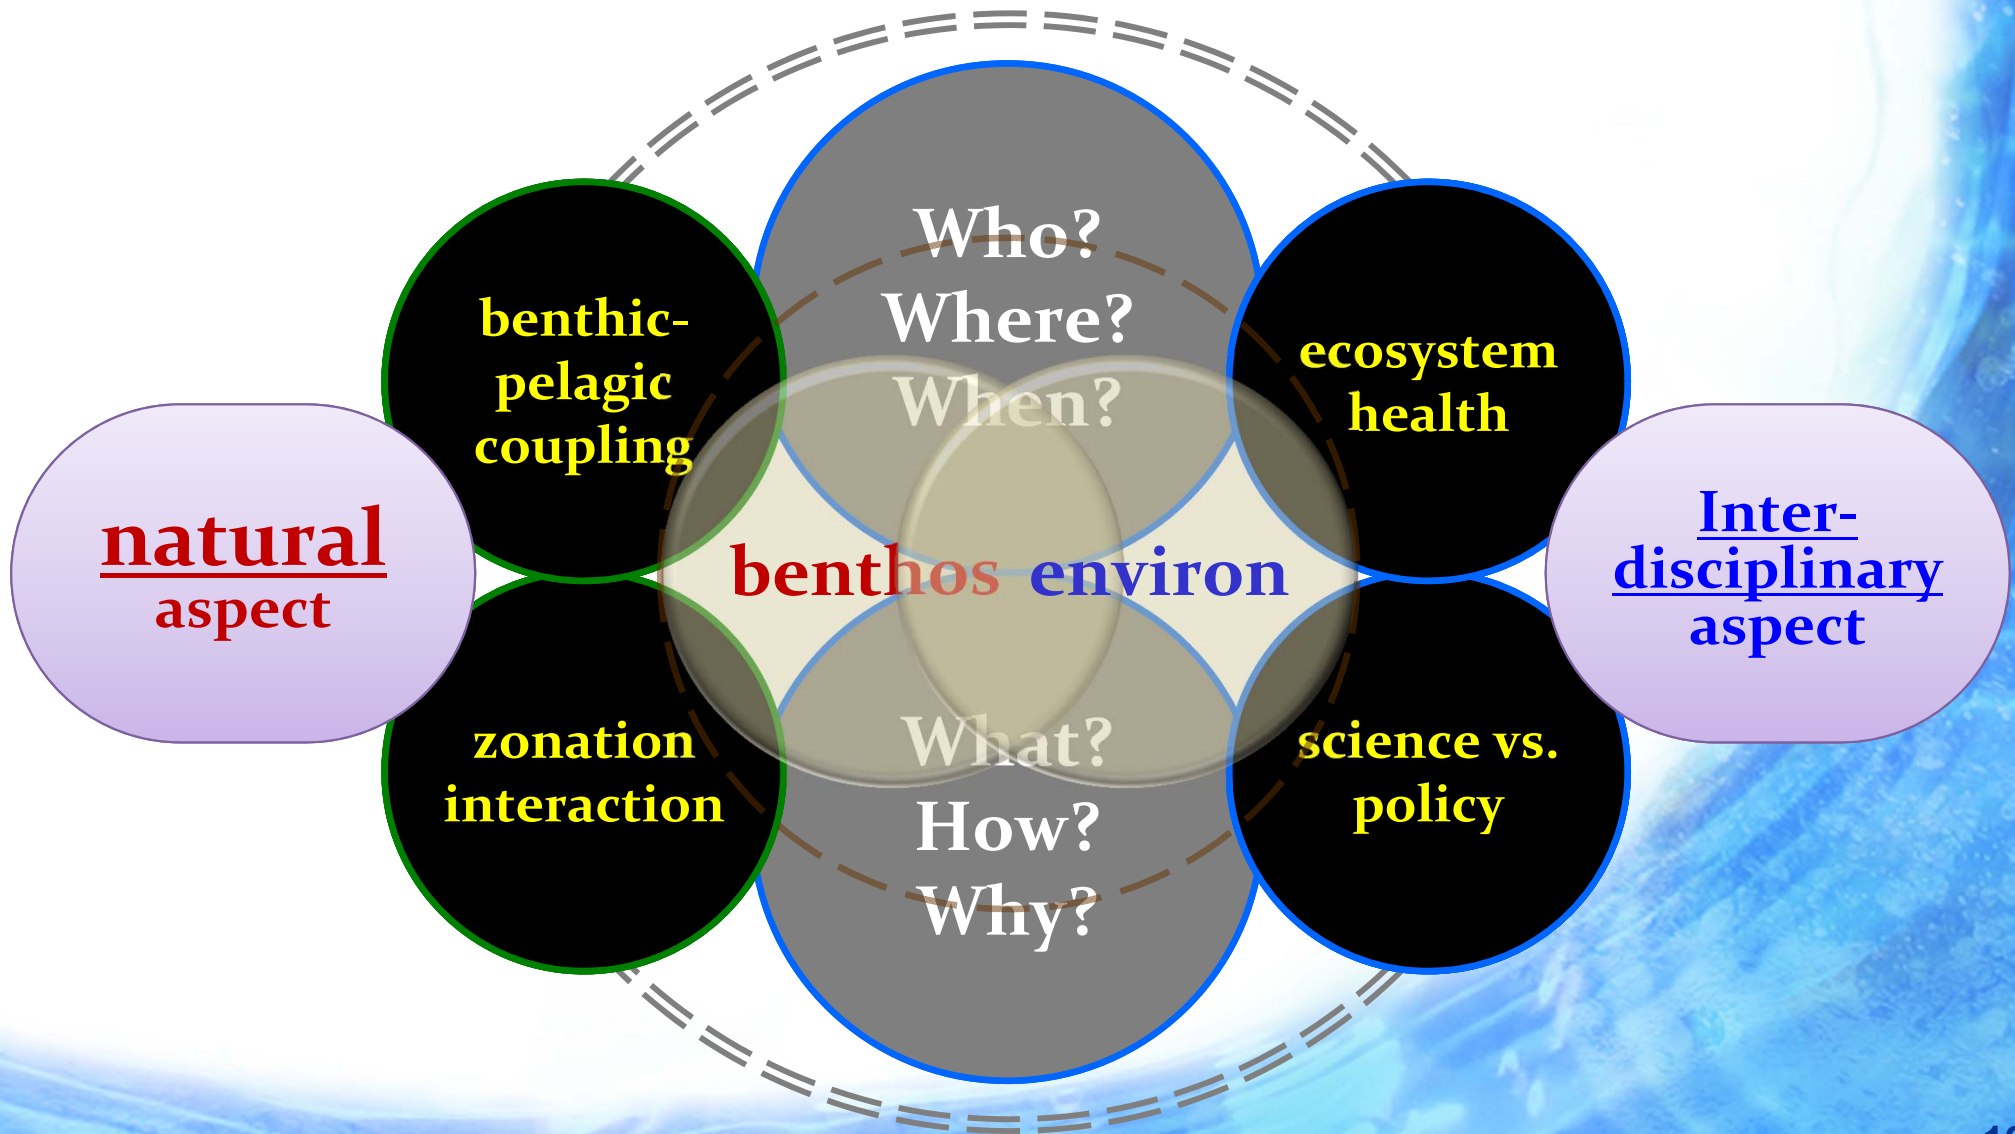 Who?
Where?
When?
benthic-
pelagic
coupling
ecosystem
health
natural
aspect
benthos environ
Inter-
disciplinary
aspect
zonation
interaction
What?
How?
Why?
science vs.
policy